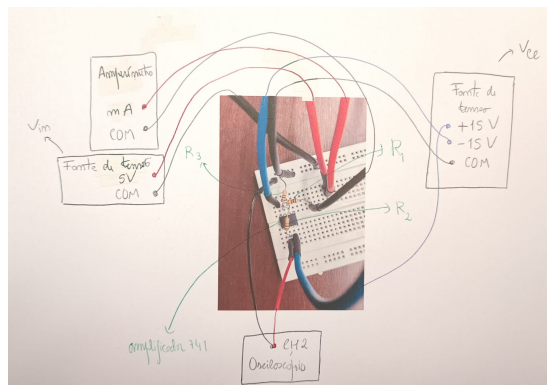 Amperímetro
mA
COM
Vin
Fonte de tensão
5V
COM
R3
R1
R2
Vcc
Fonte de
tensão
+15 V
-15 V
COM
amplificador 741
CH2
Osciloscópio